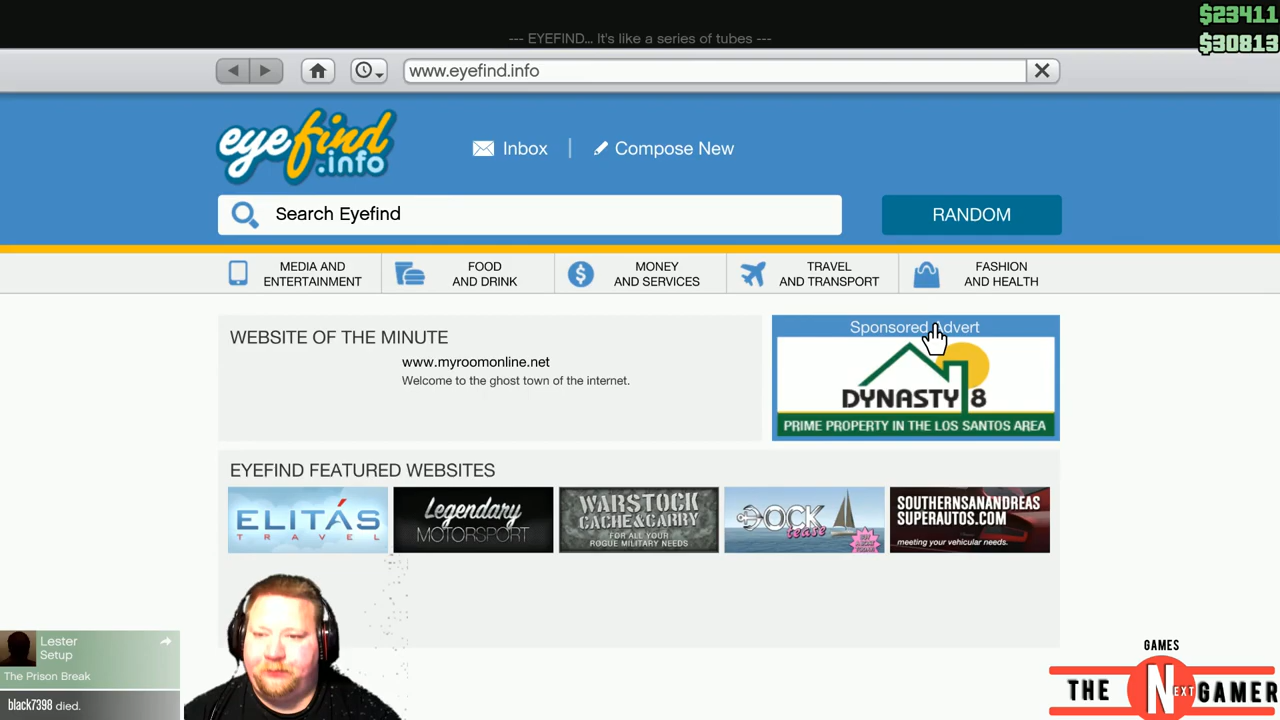 $23411
--- EYEFIND... It's like a series of tubes ---
$30813
www.eyefind.info
eyefind
.info
Inbox
Compose New
Search Eyefind
RANDOM
MEDIA AND
ENTERTAINMENT
FOOD
AND DRINK
MONEY
AND SERVICES
TRAVEL
AND TRANSPORT
FASHION
AND HEALTH
WEBSITE OF THE MINUTE
www.myroomonline.net
Welcome to the ghost town of the internet.
Sponsored Advert
DYNASTY 8
PRIME PROPERTY IN THE LOS SANTOS AREA
EYEFIND FEATURED WEBSITES
ELITÁS
TRAVEL
Legendary
MOTORSPORT
WARSTOCK
CACHE&CARRY
FOR ALL YOUR
ROGUE MILITARY NEEDS
DOCK
tease
SOUTHERNSANANDREAS
SUPERAUTOS.COM
meeting your vehicular needs.
Lester
Setup
The Prison Break
black7398 died.
GAMES
THE NEXT GAMER